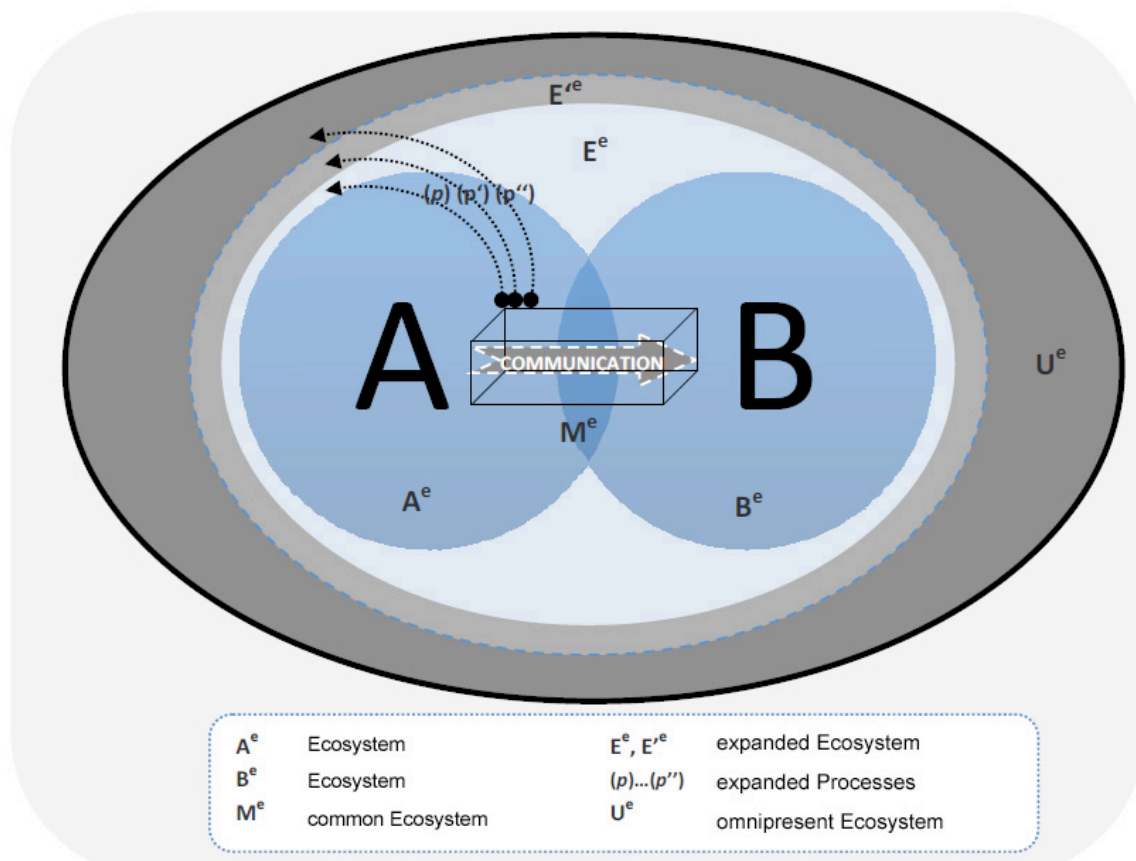 E‘ᵉ
Eᵉ
(p) (p‘) (p‘‘)
A B
COMMUNICATION
Uᵉ
Mᵉ
Aᵉ Bᵉ
Aᵉ Ecosystem Eᵉ, E’ᵉ expanded Ecosystem
Bᵉ Ecosystem (p)...(p’’) expanded Processes
Mᵉ common Ecosystem Uᵉ omnipresent Ecosystem